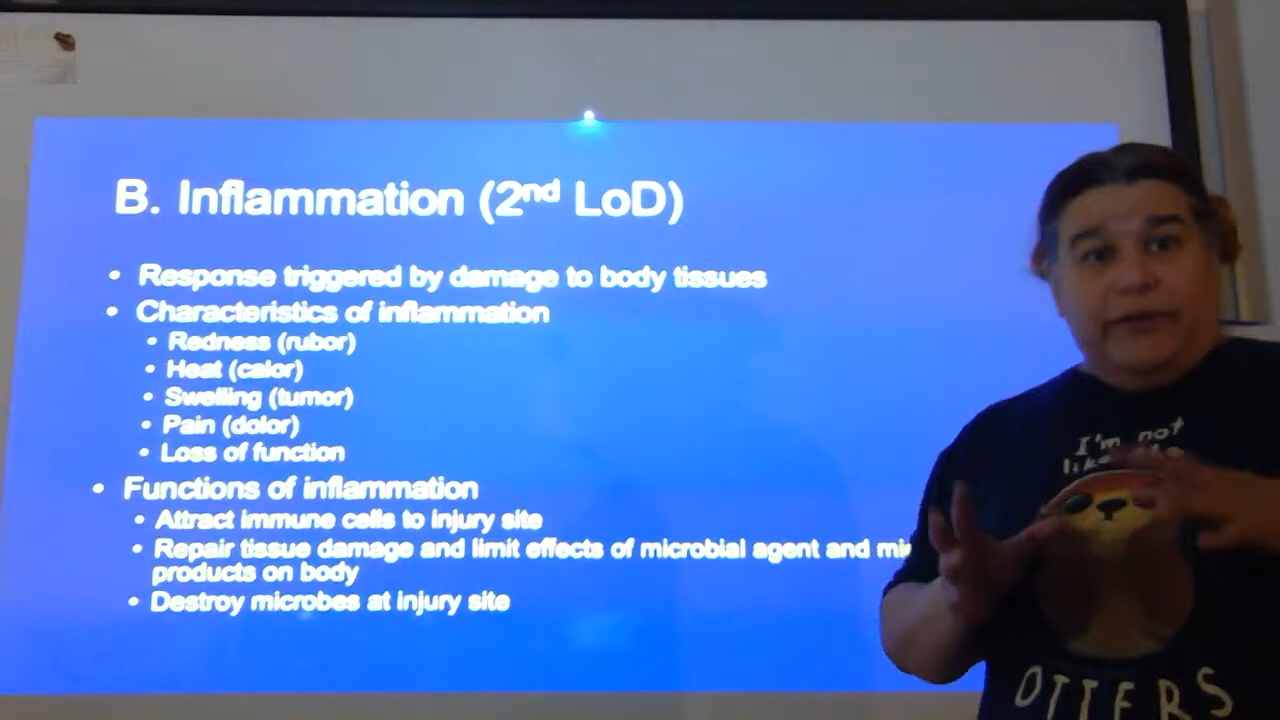 B. Inflammation (2nd LoD)
• Response triggered by damage to body tissues
• Characteristics of inflammation
• Redness (rubor)
• Heat (calor)
• Swelling (tumor)
• Pain (dolor)
• Loss of function
• Functions of inflammation
• Attract immune cells to injury site
• Repair tissue damage and limit effects of microbial agent and
products on body
• Destroy microbes at injury site
I'm not
OTTERS